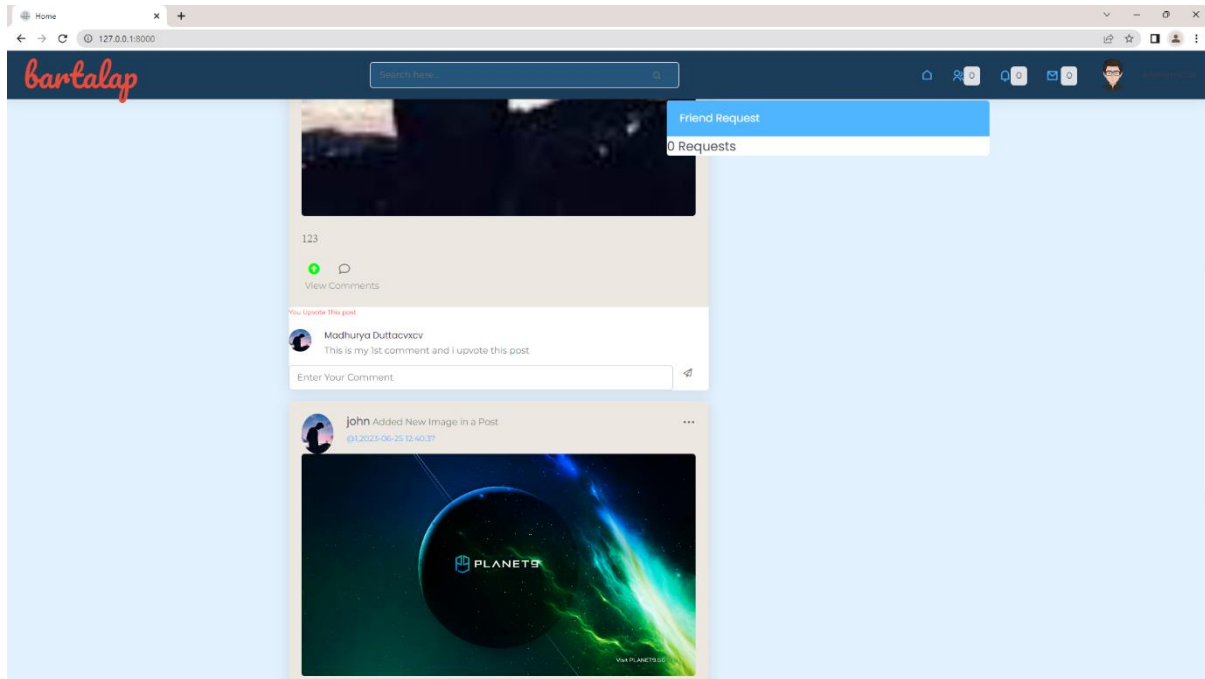 Home
127.0.0.1:8000
bartalap
Search here...
0
0
0
Friend Request
0 Requests
123
View Comments
You Upvote This post
Madhurya Duttacvxcv
This is my 1st comment and i upvote this post
Enter Your Comment
john Added New Image in a Post
@1,2023-06-25 12:40:37
PLANET9
Visit PLANET9.GG